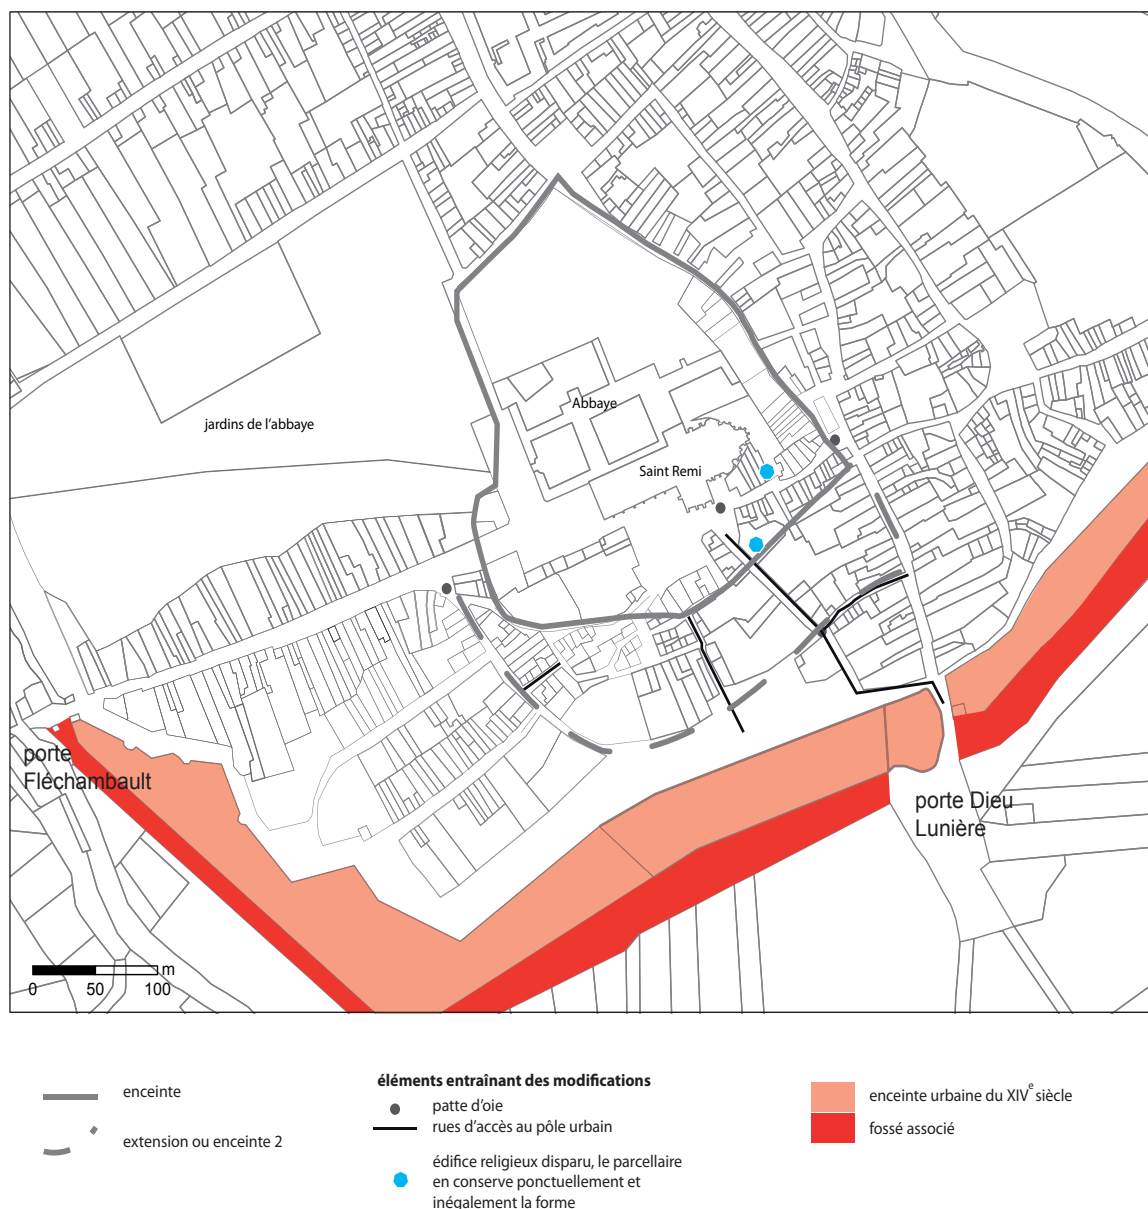 Abbaye
jardins de l'abbaye
Saint Remi
porte
Fléchambault
porte Dieu
Lunière
m
0 50 100
enceinte
extension ou enceinte 2
éléments entraînant des modifications
patte d'oie
rues d'accès au pôle urbain
édifice religieux disparu, le parcellaire
en conserve ponctuellement et
inégalement la forme
enceinte urbaine du XIVe siècle
fossé associé